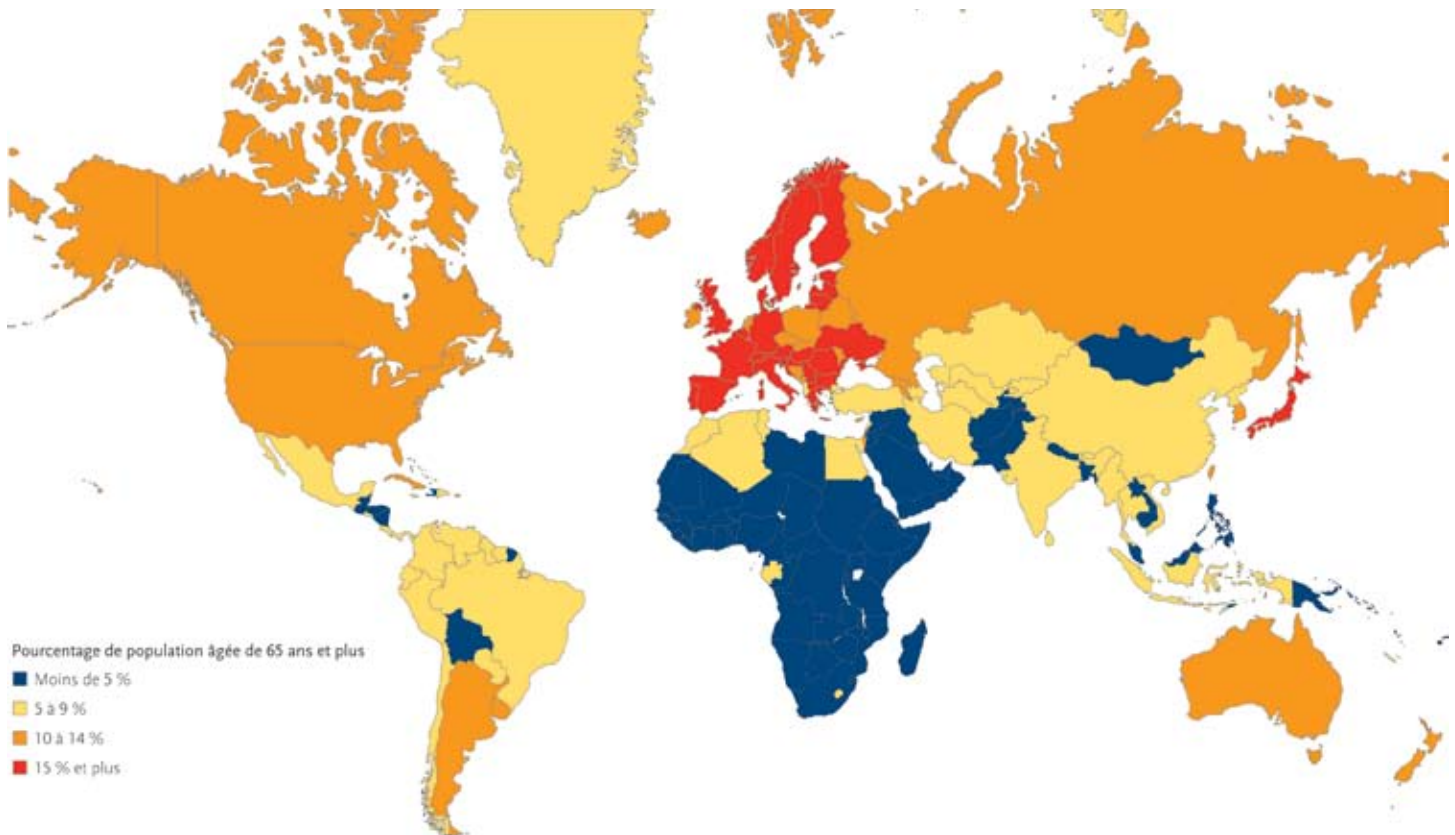 Pourcentage de population âgée de 65 ans et plus
Moins de 5 %
5 à 9 %
10 à 14 %
15 % et plus